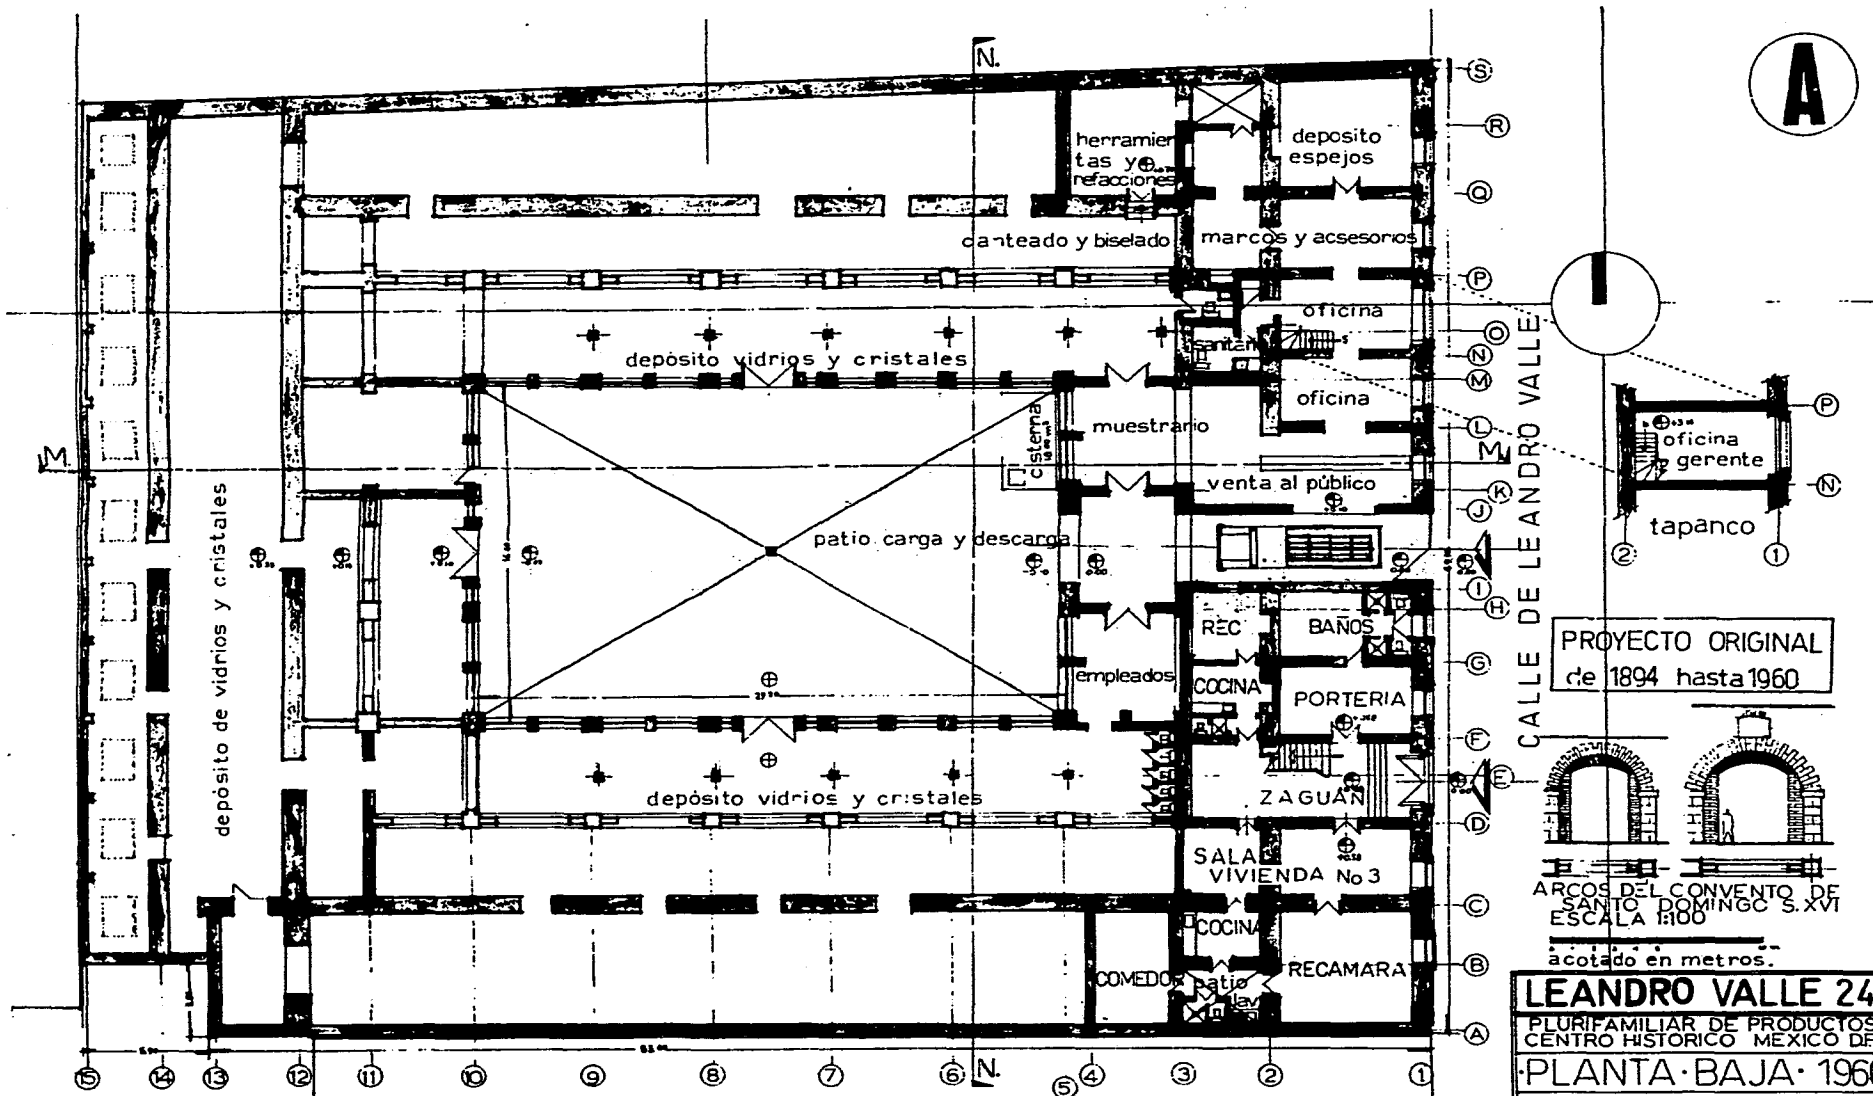 N.
A
S
R
Q
P
O
N
M
L
K
J
I
H
G
F
E
D
C
B
A
herramien
tas y
refacciones
deposito
espejos
canteado y biselado
marcos y acsesorios
oficina
depósito vidrios y cristales
oficina
cisterna
muestrario
M
M
venta al público
patio carga y descarga
depósito de vidrios y cristales
REC
BAÑOS
empleados
COCINA
PORTERIA
ZAGUAN
depósito vidrios y cristales
SALA
VIVIENDA No 3
COCINA
COMEDOR
patio
lav
RECAMARA
CALLE DE LEANDRO VALLE
oficina
gerente
P
N
tapanco
2
1
PROYECTO ORIGINAL
de 1894 hasta 1960
ARCOS DEL CONVENTO DE
SANTO DOMINGO S.XVI
ESCALA 1:100
acotado en metros.
LEANDRO VALLE 24
PLURIFAMILIAR DE PRODUCTOS
CENTRO HISTORICO MEXICO D.F.
·PLANTA·BAJA·1960
15
14
13
12
11
10
9
8
7
6
N.
5
4
3
2
1